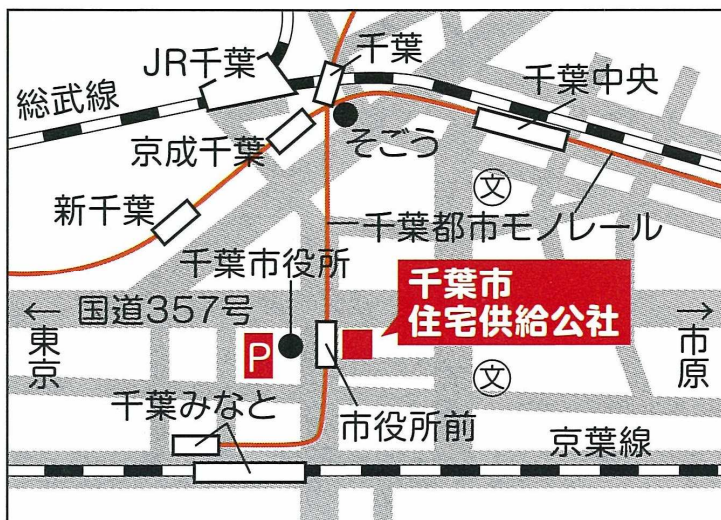 千葉
JR千葉
千葉中央
総武線
京成千葉
そごう
新千葉
文
千葉都市モノレール
千葉市役所
千葉市
住宅供給公社
← 国道357号
→
東京
市原
P
文
千葉みなと
市役所前
京葉線